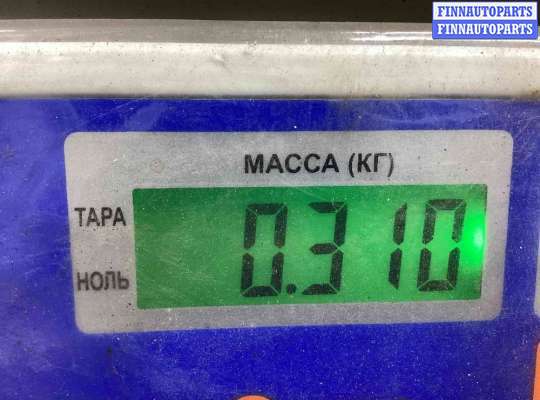 FINNAUTOPARTS
FINNAUTOPARTS
МАССА (КГ)
ТАРА
0.310
НОЛЬ